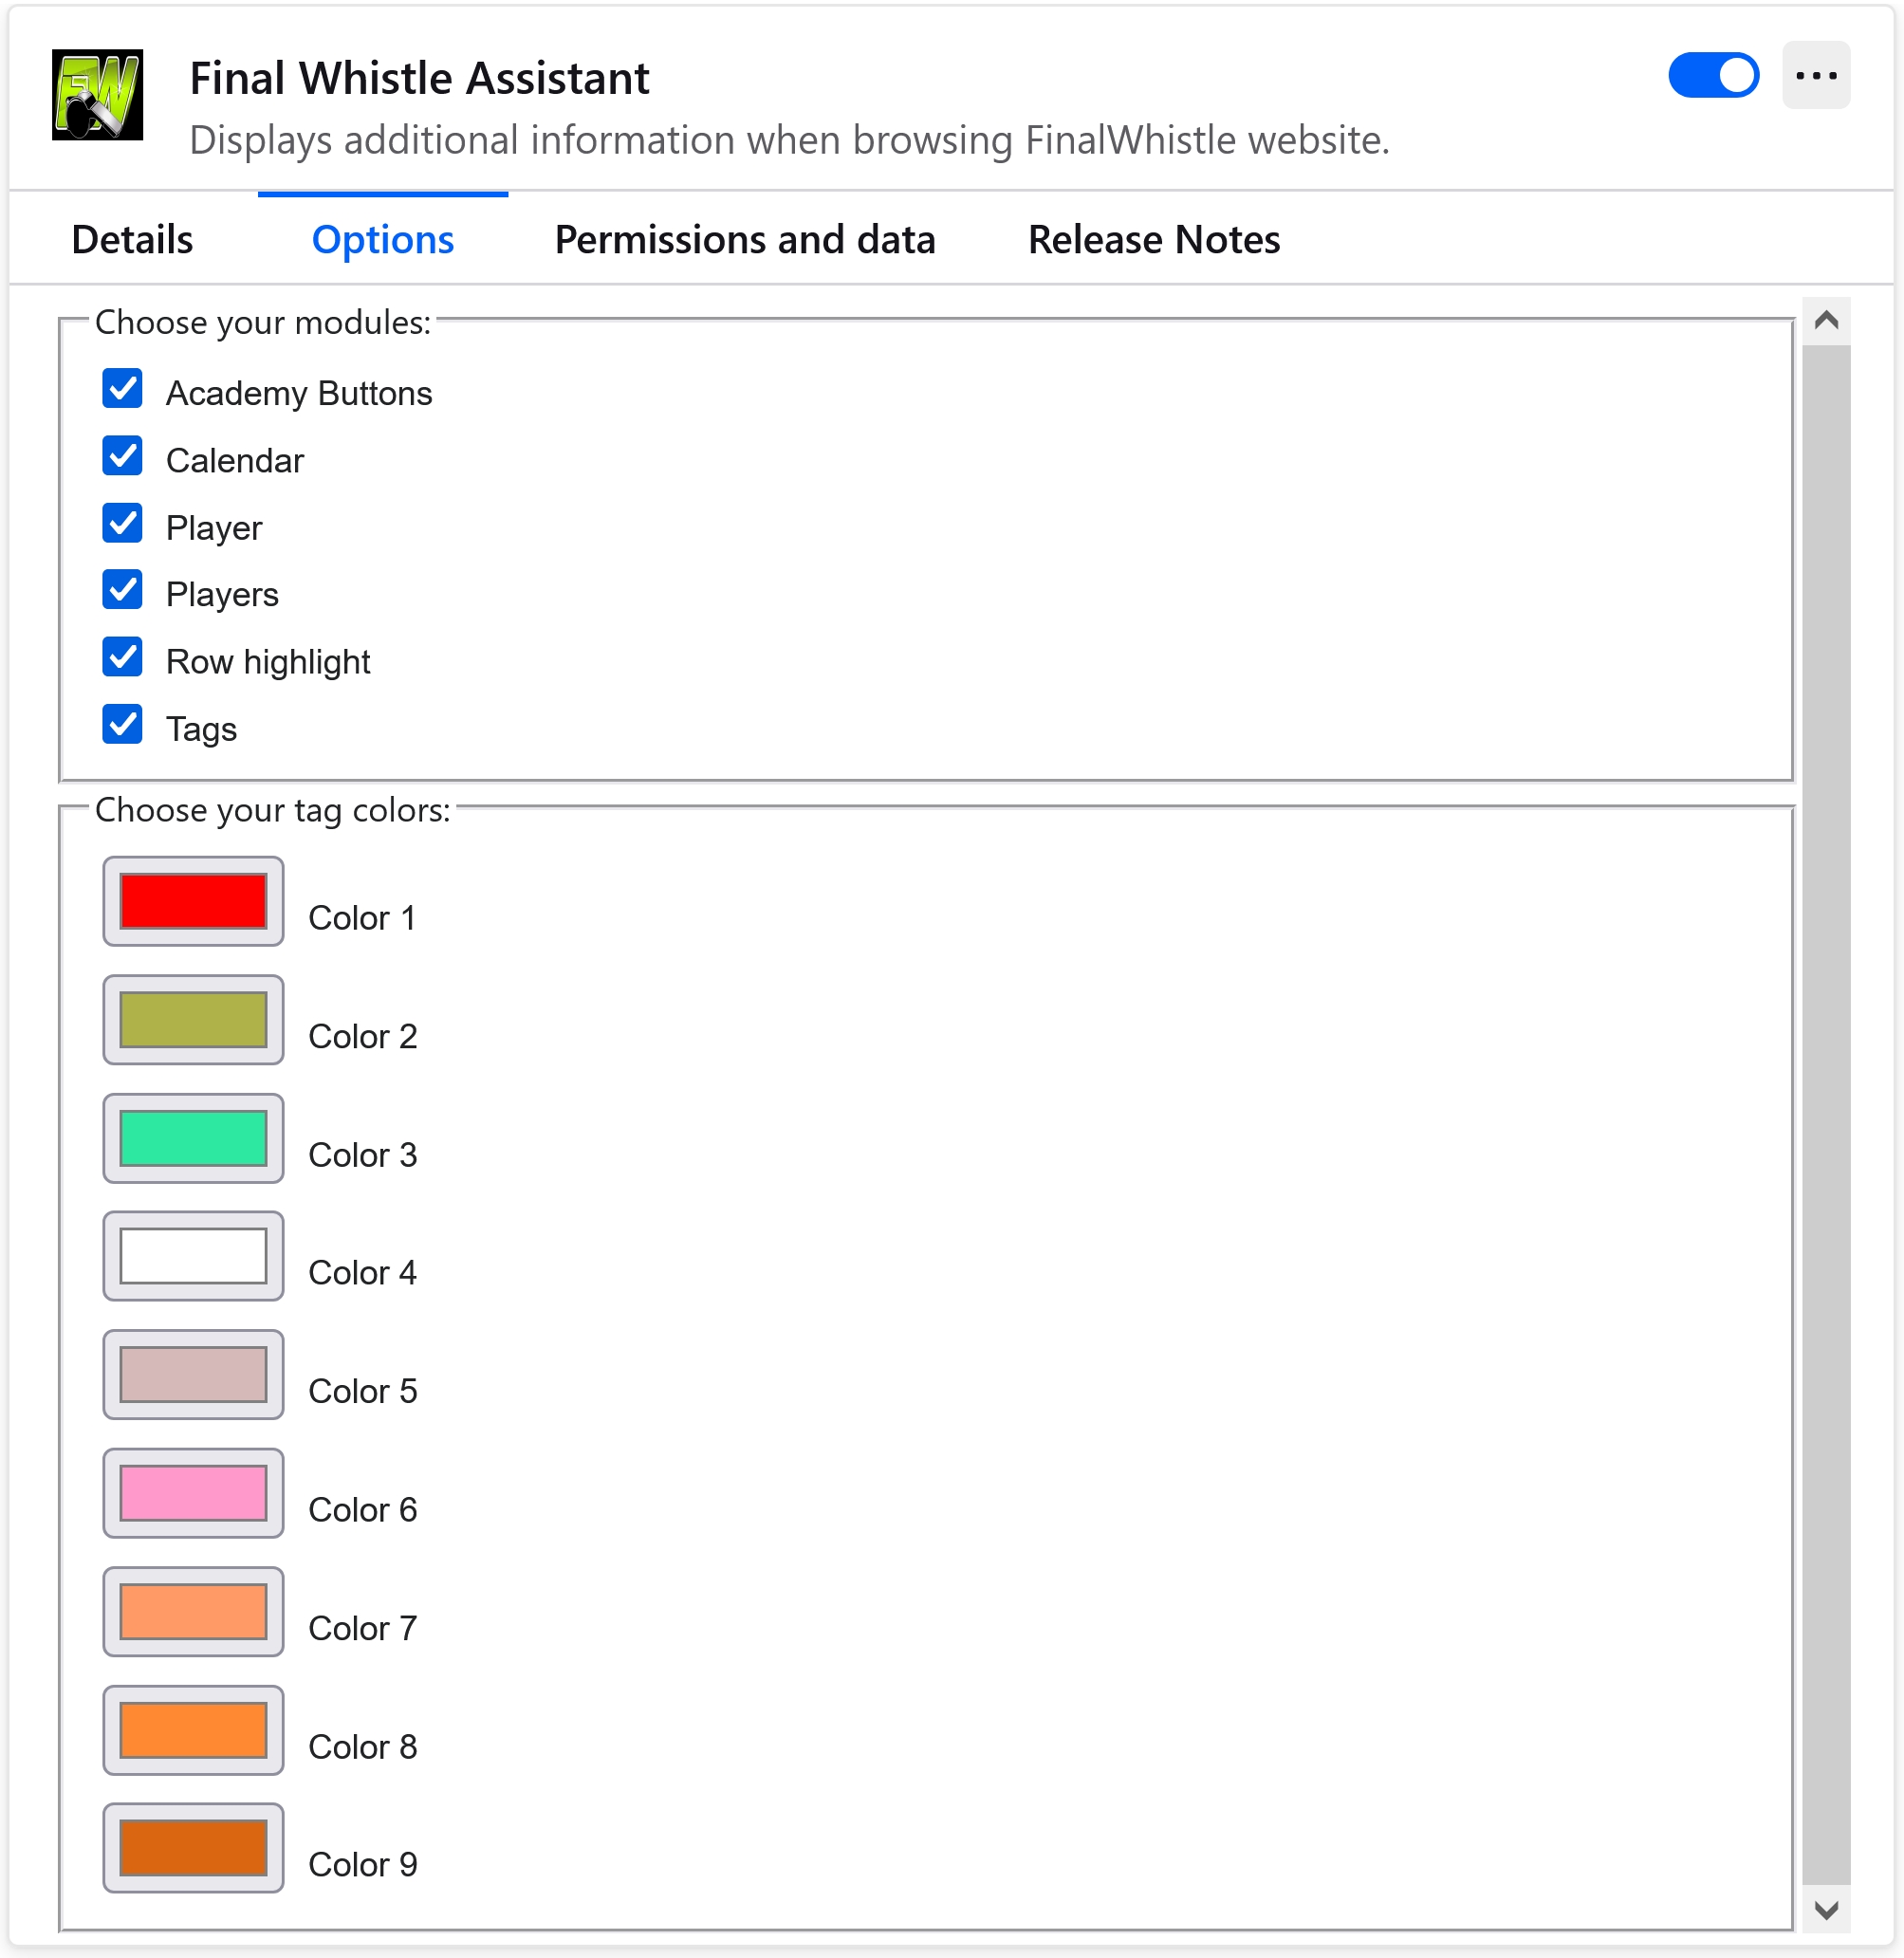 FW
Final Whistle Assistant
Displays additional information when browsing FinalWhistle website.
Details Options Permissions and data Release Notes
Choose your modules:
Academy Buttons
Calendar
Player
Players
Row highlight
Tags
Choose your tag colors:
Color 1
Color 2
Color 3
Color 4
Color 5
Color 6
Color 7
Color 8
Color 9